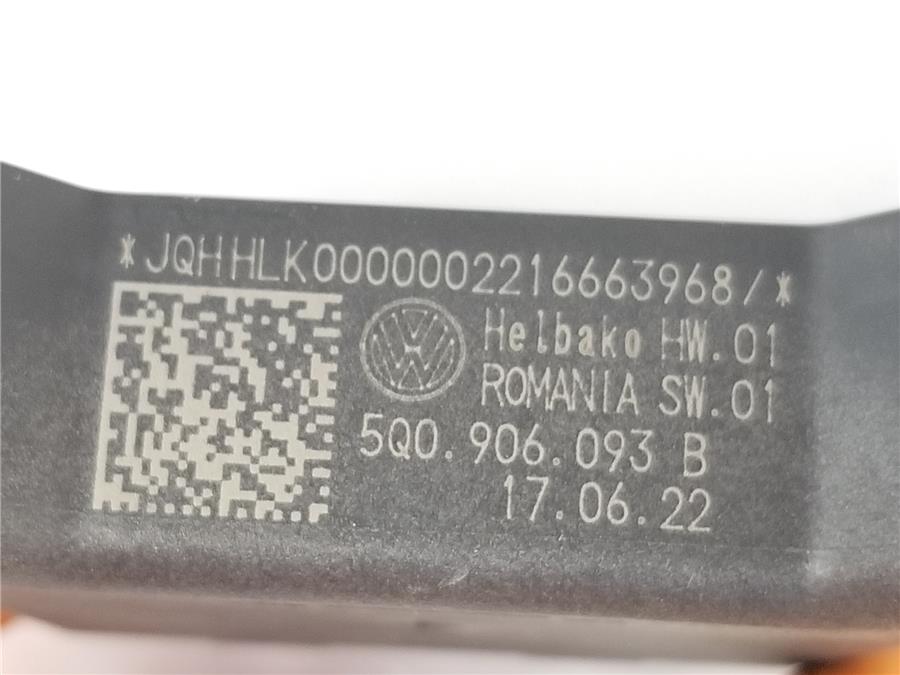 *JQHHLK0000002216663968/*
Helbako HW.01
ROMANIA SW.01
5Q0.906.093 B
17.06.22